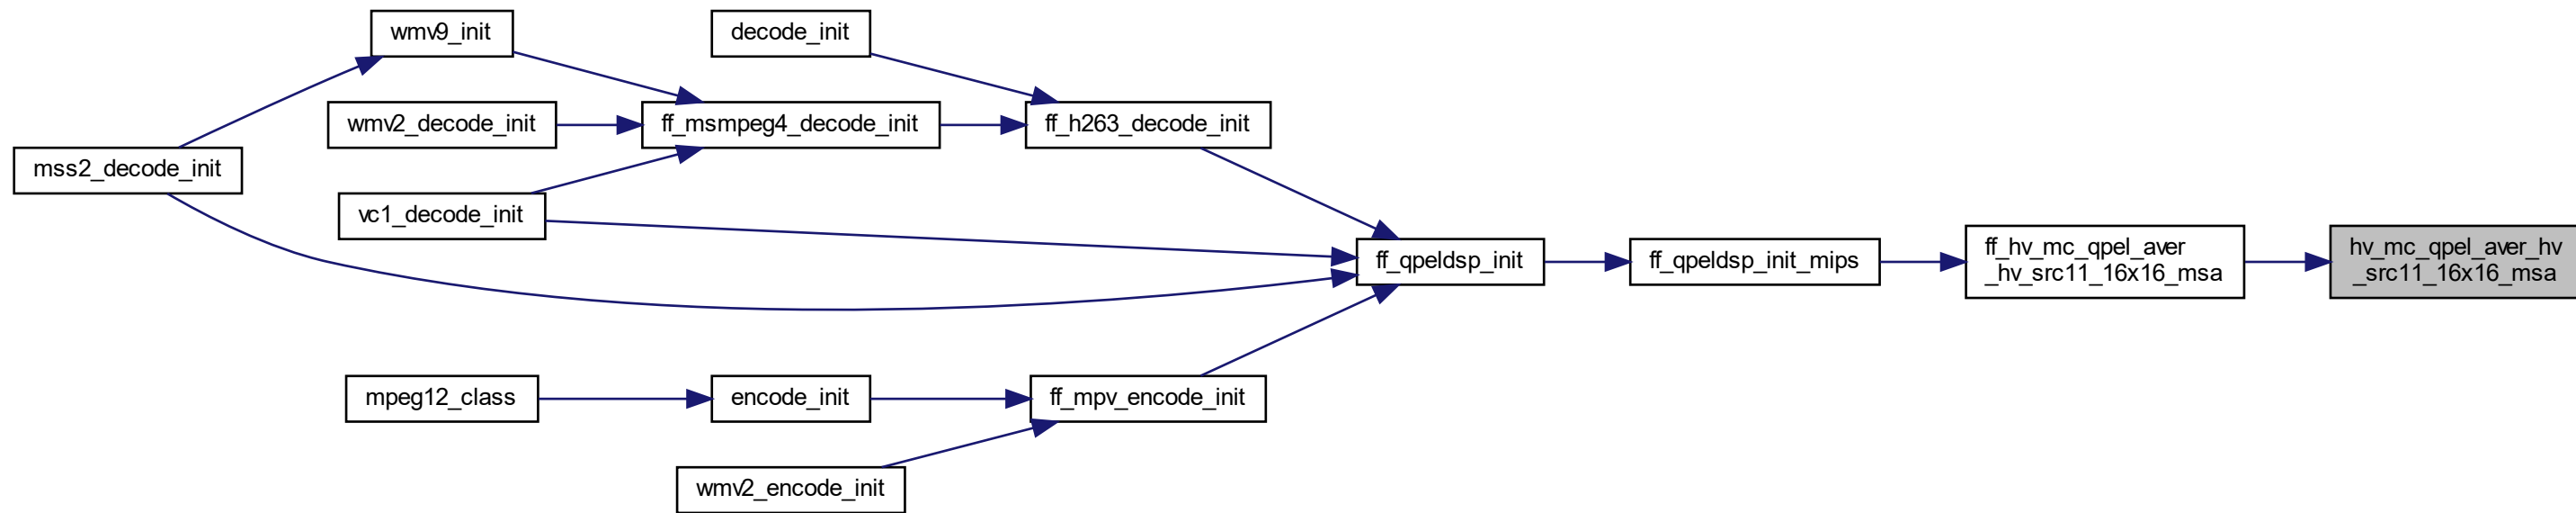 wmv9_init
decode_init
wmv2_decode_init
ff_msmpeg4_decode_init
ff_h263_decode_init
mss2_decode_init
vc1_decode_init
ff_qpeldsp_init
ff_qpeldsp_init_mips
ff_hv_mc_qpel_aver
_hv_src11_16x16_msa
hv_mc_qpel_aver_hv
_src11_16x16_msa
mpeg12_class
encode_init
ff_mpv_encode_init
wmv2_encode_init